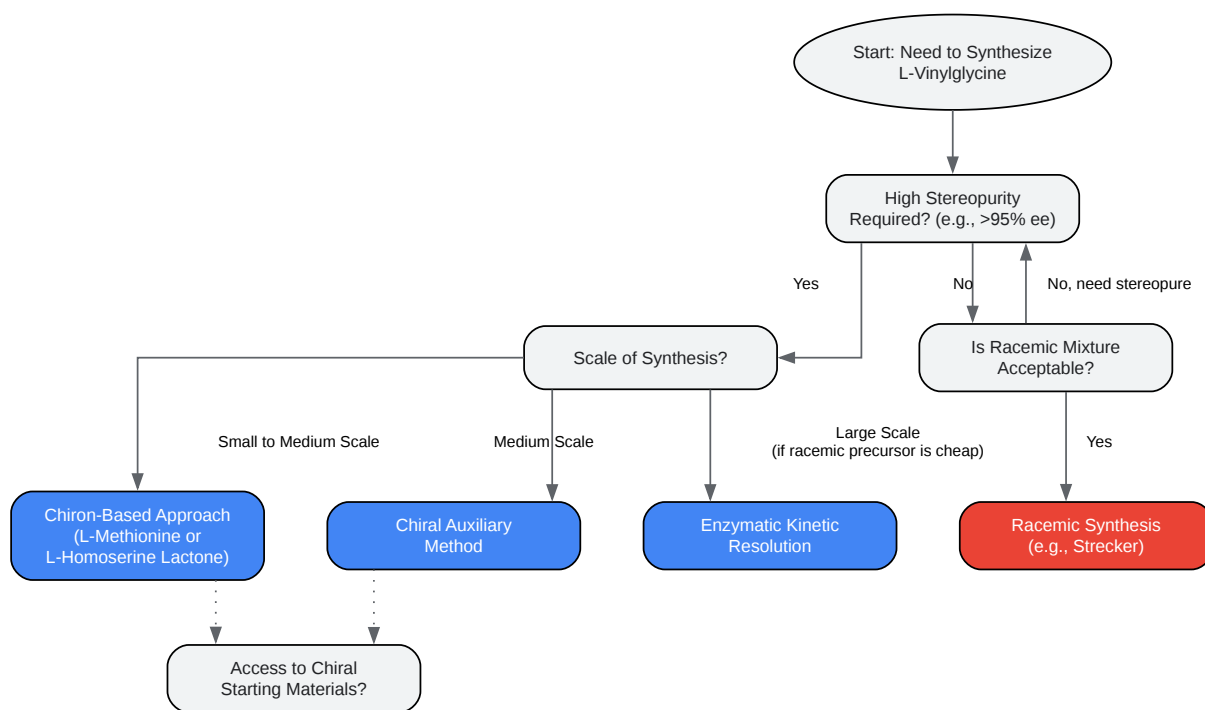 Start: Need to Synthesize
L-Vinylglycine
High Stereopurity
Required? (e.g., >95% ee)
Yes
No
No, need stereopure
Scale of Synthesis?
Is Racemic Mixture
Acceptable?
Small to Medium Scale
Medium Scale
Large Scale
(if racemic precursor is cheap)
Yes
Chiron-Based Approach
(L-Methionine or
L-Homoserine Lactone)
Chiral Auxiliary
Method
Enzymatic Kinetic
Resolution
Racemic Synthesis
(e.g., Strecker)
Access to Chiral
Starting Materials?